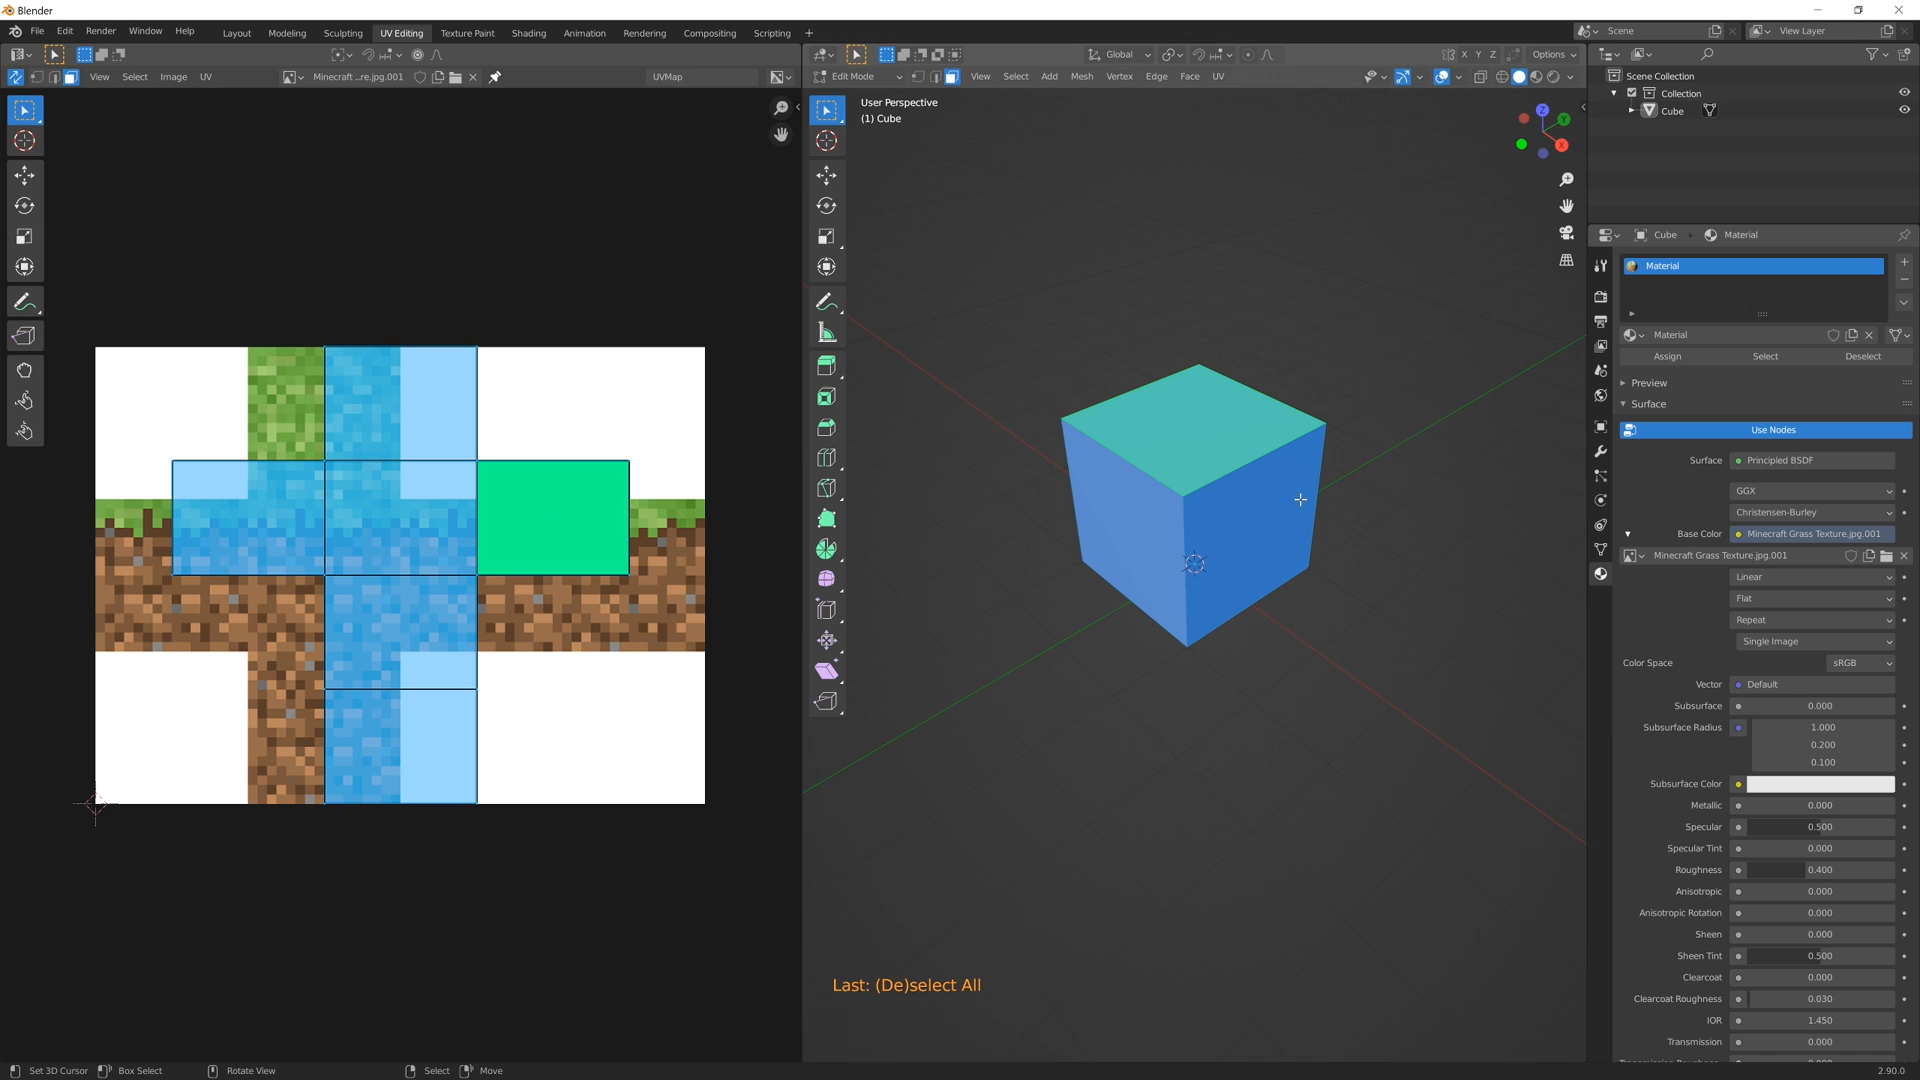 Blender
File Edit Render Window Help Layout Modeling Sculpting UV Editing Texture Paint Shading Animation Rendering Compositing Scripting + Scene View Layer
Global X Y Z Options
View Select Image UV Minecraft ...re.jpg.001 UVMap Edit Mode View Select Add Mesh Vertex Edge Face UV
Scene Collection
Collection
Cube
User Perspective
(1) Cube
Z
Y
X
Cube Material
Material
Material
Assign Select Deselect
Preview
Surface
Use Nodes
Surface Principled BSDF
GGX
Christensen-Burley
Base Color Minecraft Grass Texture.jpg.001
Minecraft Grass Texture.jpg.001
Linear
Flat
Repeat
Single Image
Color Space sRGB
Vector Default
Subsurface 0.000
Subsurface Radius 1.000
0.200
0.100
Subsurface Color
Metallic 0.000
Specular 0.500
Specular Tint 0.000
Roughness 0.400
Anisotropic 0.000
Anisotropic Rotation 0.000
Sheen 0.000
Sheen Tint 0.500
Clearcoat 0.000
Clearcoat Roughness 0.030
IOR 1.450
Transmission 0.000
Last: (De)select All
Set 3D Cursor Box Select Rotate View Select Move 2.90.0